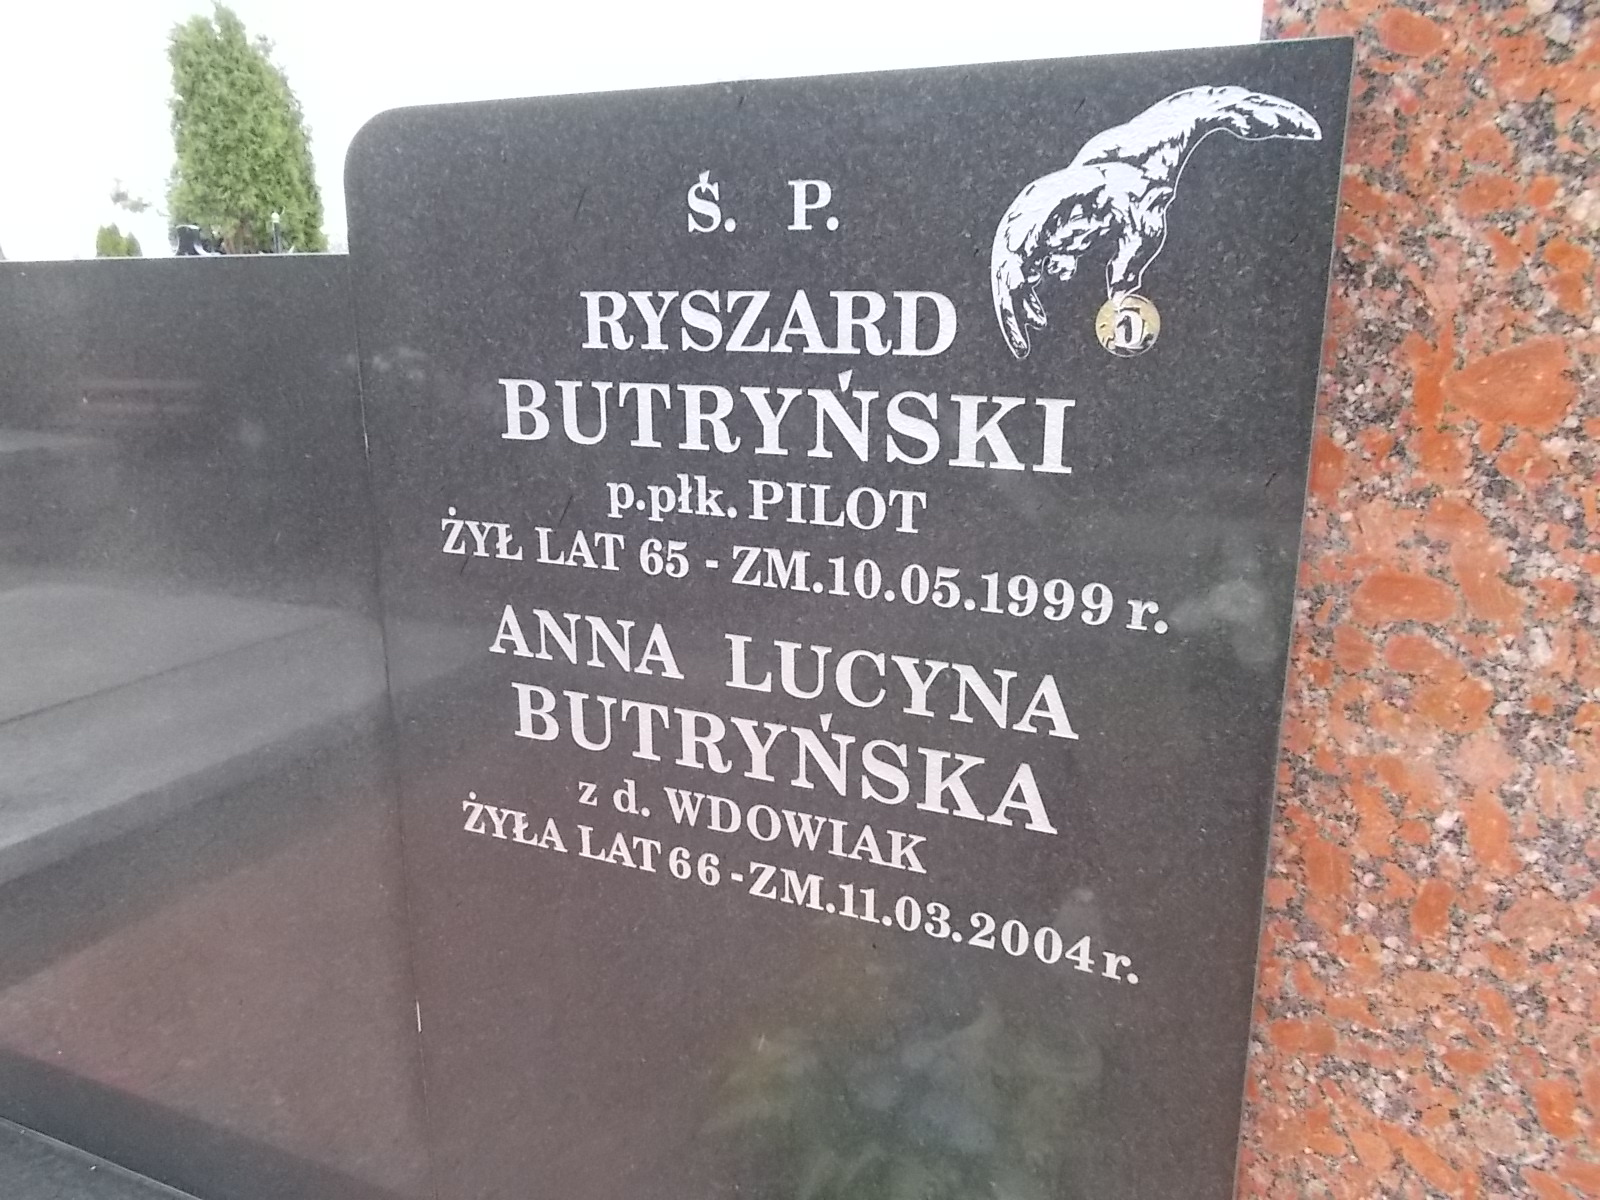 Ś. P.
RYSZARD
BUTRYŃSKI
p.płk. PILOT
ŻYŁ LAT 65 - ZM.10.05.1999 r.
ANNA LUCYNA
BUTRYŃSKA
z d. WDOWIAK
ŻYŁA LAT 66 - ZM.11.03.2004 r.